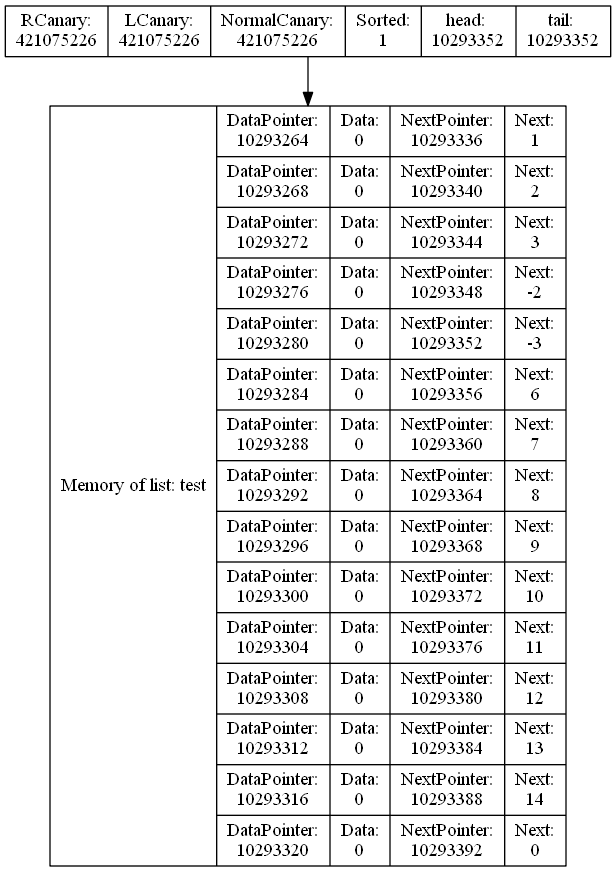 RCanary: LCanary: NormalCanary: Sorted: head: tail:
421075226 421075226 421075226 1 10293352 10293352
DataPointer: Data: NextPointer: Next:
10293264 0 10293336 1
DataPointer: Data: NextPointer: Next:
10293268 0 10293340 2
DataPointer: Data: NextPointer: Next:
10293272 0 10293344 3
DataPointer: Data: NextPointer: Next:
10293276 0 10293348 -2
DataPointer: Data: NextPointer: Next:
10293280 0 10293352 -3
DataPointer: Data: NextPointer: Next:
10293284 0 10293356 6
DataPointer: Data: NextPointer: Next:
10293288 0 10293360 7
Memory of list: test
DataPointer: Data: NextPointer: Next:
10293292 0 10293364 8
DataPointer: Data: NextPointer: Next:
10293296 0 10293368 9
DataPointer: Data: NextPointer: Next:
10293300 0 10293372 10
DataPointer: Data: NextPointer: Next:
10293304 0 10293376 11
DataPointer: Data: NextPointer: Next:
10293308 0 10293380 12
DataPointer: Data: NextPointer: Next:
10293312 0 10293384 13
DataPointer: Data: NextPointer: Next:
10293316 0 10293388 14
DataPointer: Data: NextPointer: Next:
10293320 0 10293392 0